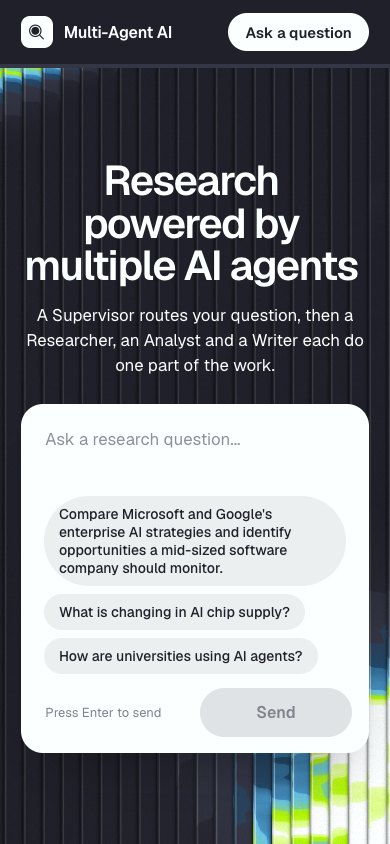 Multi-Agent AI
Ask a question
Research
powered by
multiple AI agents
A Supervisor routes your question, then a
Researcher, an Analyst and a Writer each do
one part of the work.
Ask a research question...
Compare Microsoft and Google's
enterprise AI strategies and identify
opportunities a mid-sized software
company should monitor.
What is changing in AI chip supply?
How are universities using AI agents?
Press Enter to send
Send